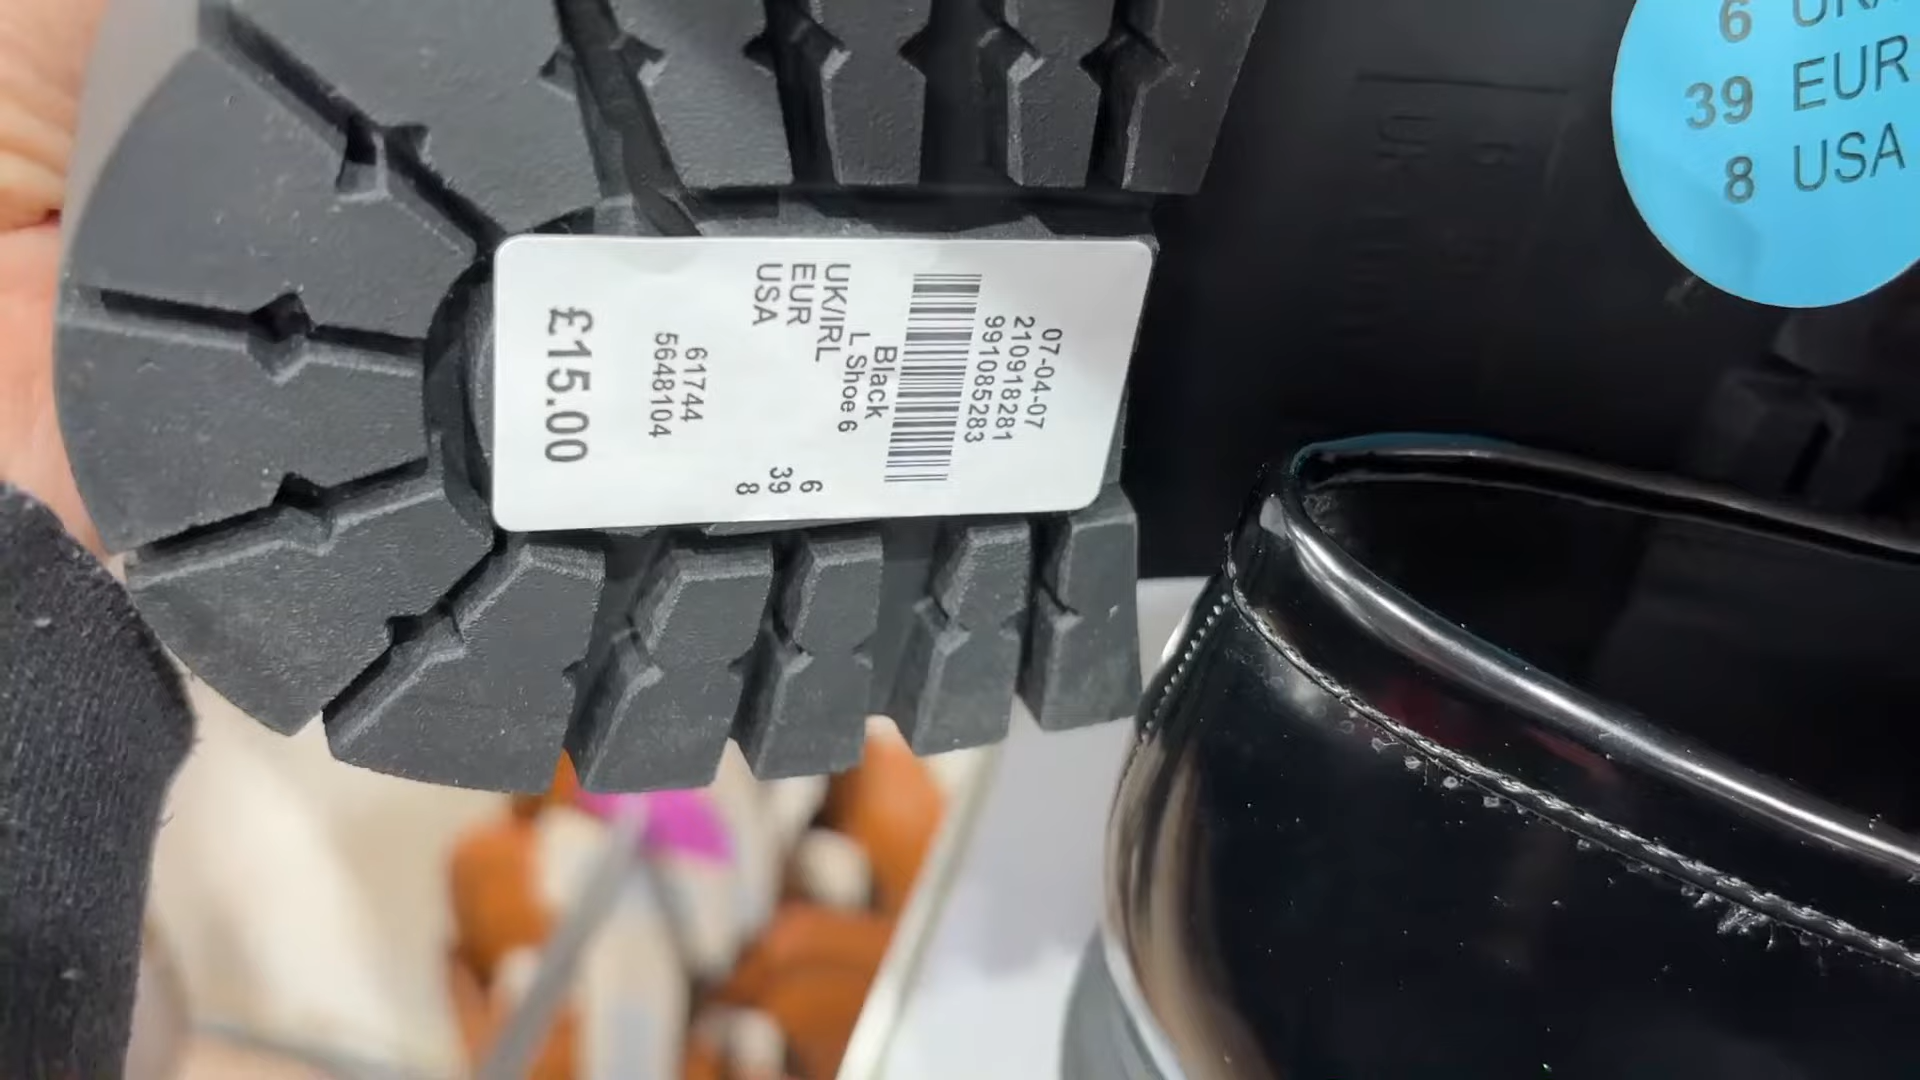 07-04-07
210918281
991085283
Black
L Shoe 6
UK/IRL 6
EUR 39
USA 8
61744
5648104
£15.00
6
39 EUR
8 USA